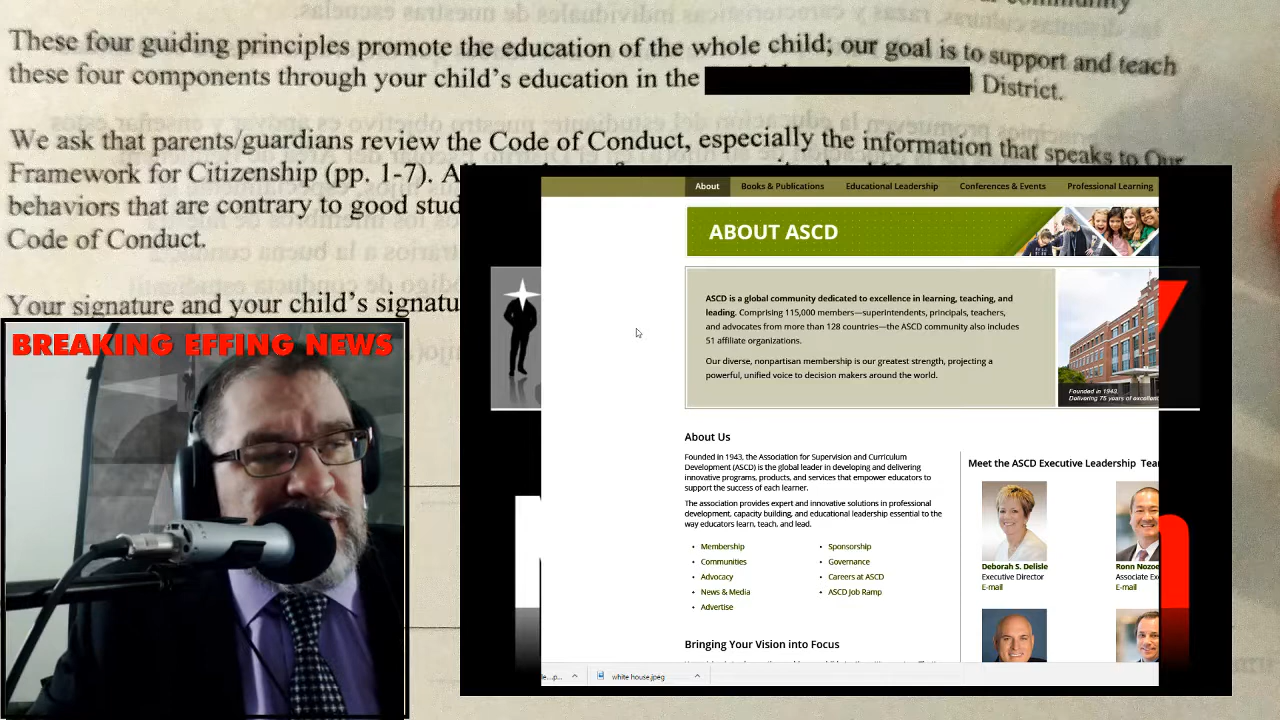 These four guiding principles promote the education of the whole child; our goal is to support and teach
these four components through your child's education in the
District.
We ask that parents/guardians review the Code of Conduct, especially the information that speaks to Our
Framework for Citizenship (pp. 1-7).
behaviors that are contrary to good
Code of Conduct.
Your signature and your child's
BREAKING EFFING NEWS
About Books & Publications Educational Leadership Conferences & Events Professional Learning
ABOUT ASCD
ASCD is a global community dedicated to excellence in learning, teaching, and
leading. Comprising 115,000 members—superintendents, principals, teachers,
and advocates from more than 128 countries—the ASCD community also includes
51 affiliate organizations.
Our diverse, nonpartisan membership is our greatest strength, projecting a
powerful, unified voice to decision makers around the world.
Founded in 1943
Delivering 75 years of
About Us
Founded in 1943, the Association for Supervision and Curriculum
Development (ASCD) is the global leader in developing and delivering
innovative programs, products, and services that empower educators to
support the success of each learner.
The association provides expert and innovative solutions in professional
development, capacity building, and educational leadership essential to the
way educators learn, teach, and lead.
• Membership
• Communities
• Advocacy
• News & Media
• Advertise
• Sponsorship
• Governance
• Careers at ASCD
• ASCD Job Ramp
Bringing Your Vision into Focus
Meet the ASCD Executive Leadership
Deborah S. Delisle
Executive Director
E-mail
Ronn
Associate
E-mail
white house.jpeg